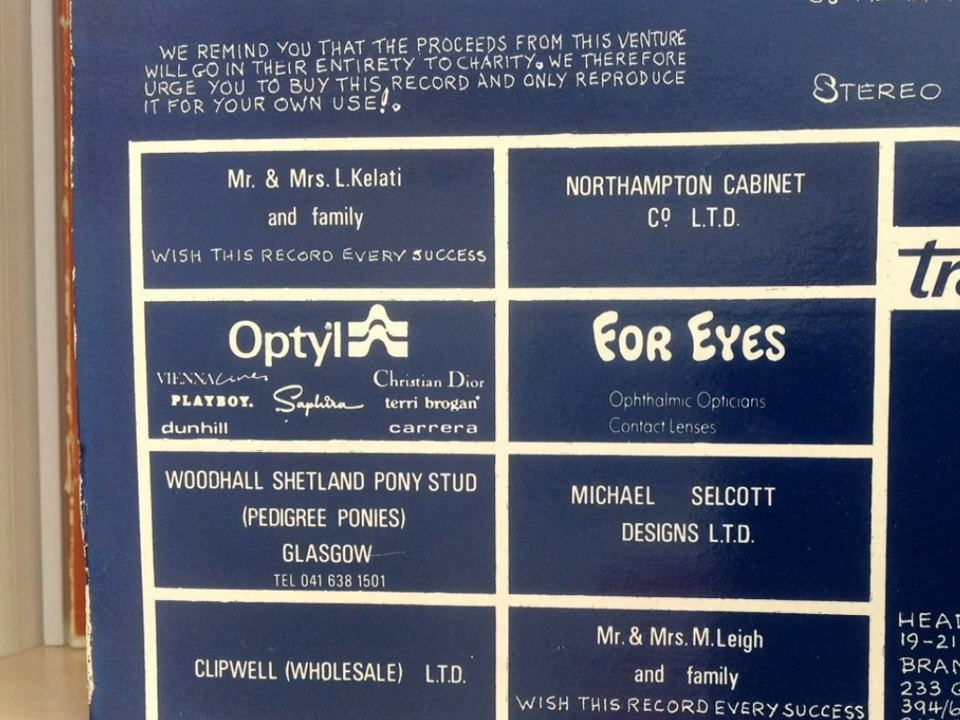 WE REMIND YOU THAT THE PROCEEDS FROM THIS VENTURE
WILL GO IN THEIR ENTIRETY TO CHARITY. WE THEREFORE
URGE YOU TO BUY THIS RECORD AND ONLY REPRODUCE
IT FOR YOUR OWN USE!.
STEREO
Mr. & Mrs. L.Kelati
and family
WISH THIS RECORD EVERY SUCCESS
NORTHAMPTON CABINET
Cº L.T.D.
Optyl
VIENNA Lines
Christian Dior
PLAYBOY.
Saphira
terri brogan
dunhill
carrera
FOR EYES
Ophthalmic Opticians
Contact Lenses
WOODHALL SHETLAND PONY STUD
(PEDIGREE PONIES)
GLASGOW
TEL 041 638 1501
MICHAEL SELCOTT
DESIGNS L.T.D.
CLIPWELL (WHOLESALE) L.T.D.
Mr. & Mrs. M.Leigh
and family
WISH THIS RECORD EVERY SUCCESS
19-21
233